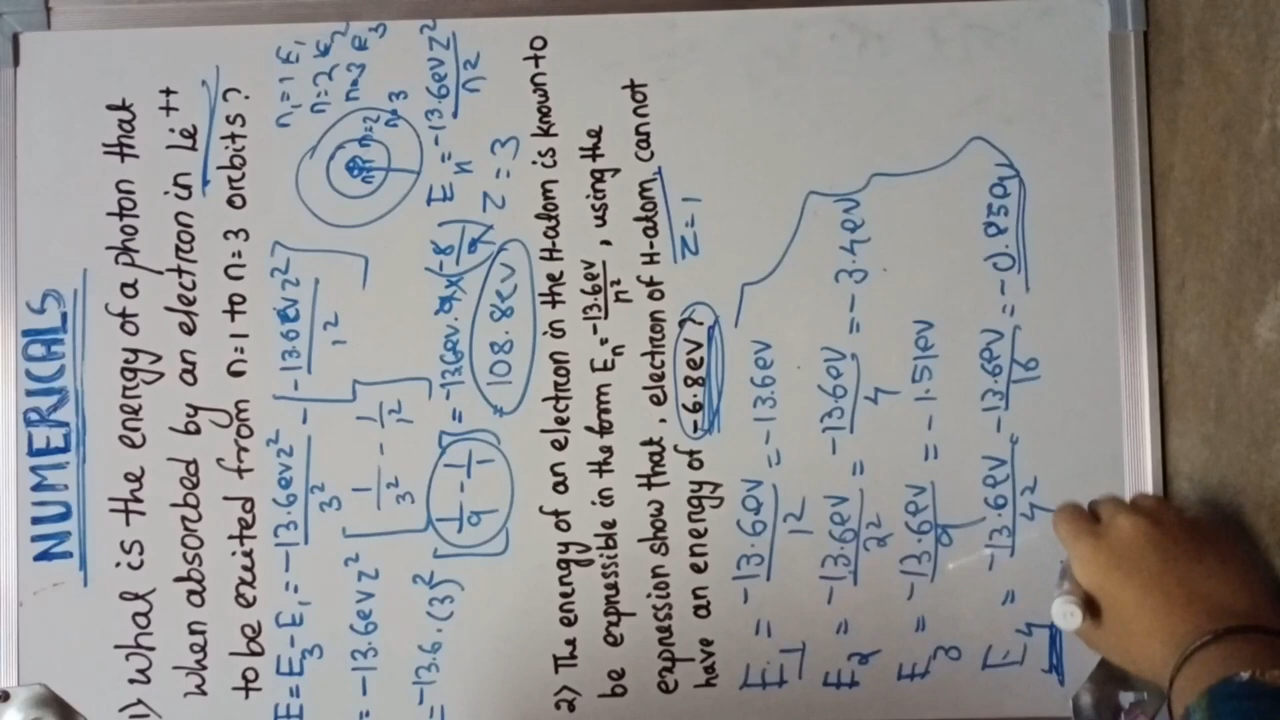 NUMERICALS
1) What is the energy of a photon that
when absorbed by an electron in Li++
to be exited from n=1 to n=3 orbits?
E = E3 - E1 = -13.6evz²/3² - [-13.6evz²/1²]
= -13.6evz² [1/3² - 1/1²]
= -13.6.(3)² [1/9 - 1/1] = -13.6ev.9x(-8/9)
= 108.8ev
n1=1 E1
n=2 E2
n=3 E3
n=2
n=3
En = -13.6evz²/n²
Z=3
2) The energy of an electron in the H-atom is known to
be expressible in the form En = -13.6ev/n², using the
expression show that, electron of H-atom, cannot
have an energy of -6.8ev?
Z=1
E1 = -13.6ev/1² = -13.6ev
E2 = -13.6ev/2² = -13.6ev/4 = -3.4ev
E3 = -13.6ev/9 = -1.51ev
E4 = -13.6ev/4² = -13.6ev/16 = -0.85ev